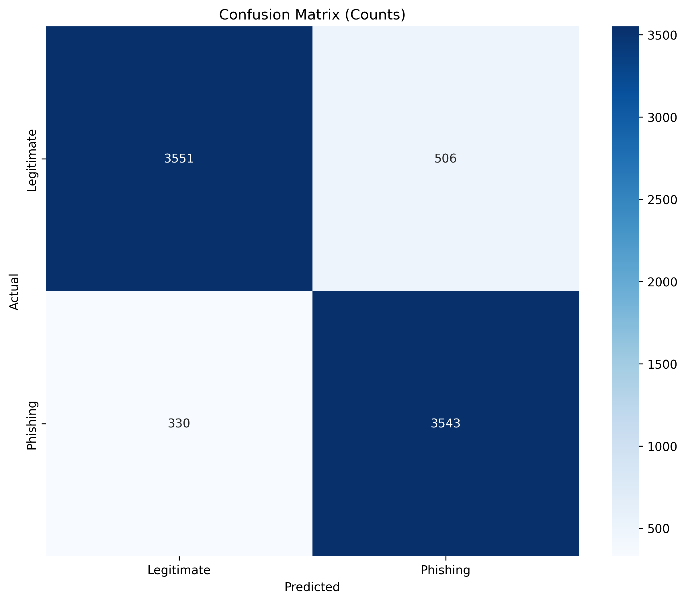 Confusion Matrix (Counts)
Actual
Legitimate
Phishing
3551
506
330
3543
Legitimate
Phishing
Predicted
3500
3000
2500
2000
1500
1000
500